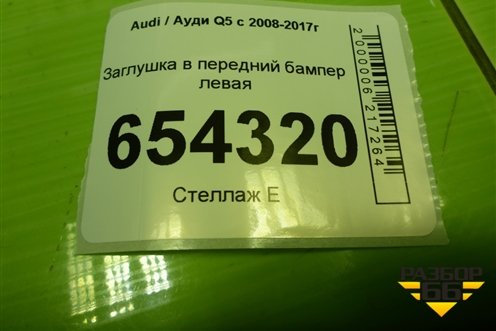 Audi / Ауди Q5 с 2008-2017г
Заглушка в передний бампер
левая
654320
Стеллаж Е
2000006217264
РАЗБОР
66